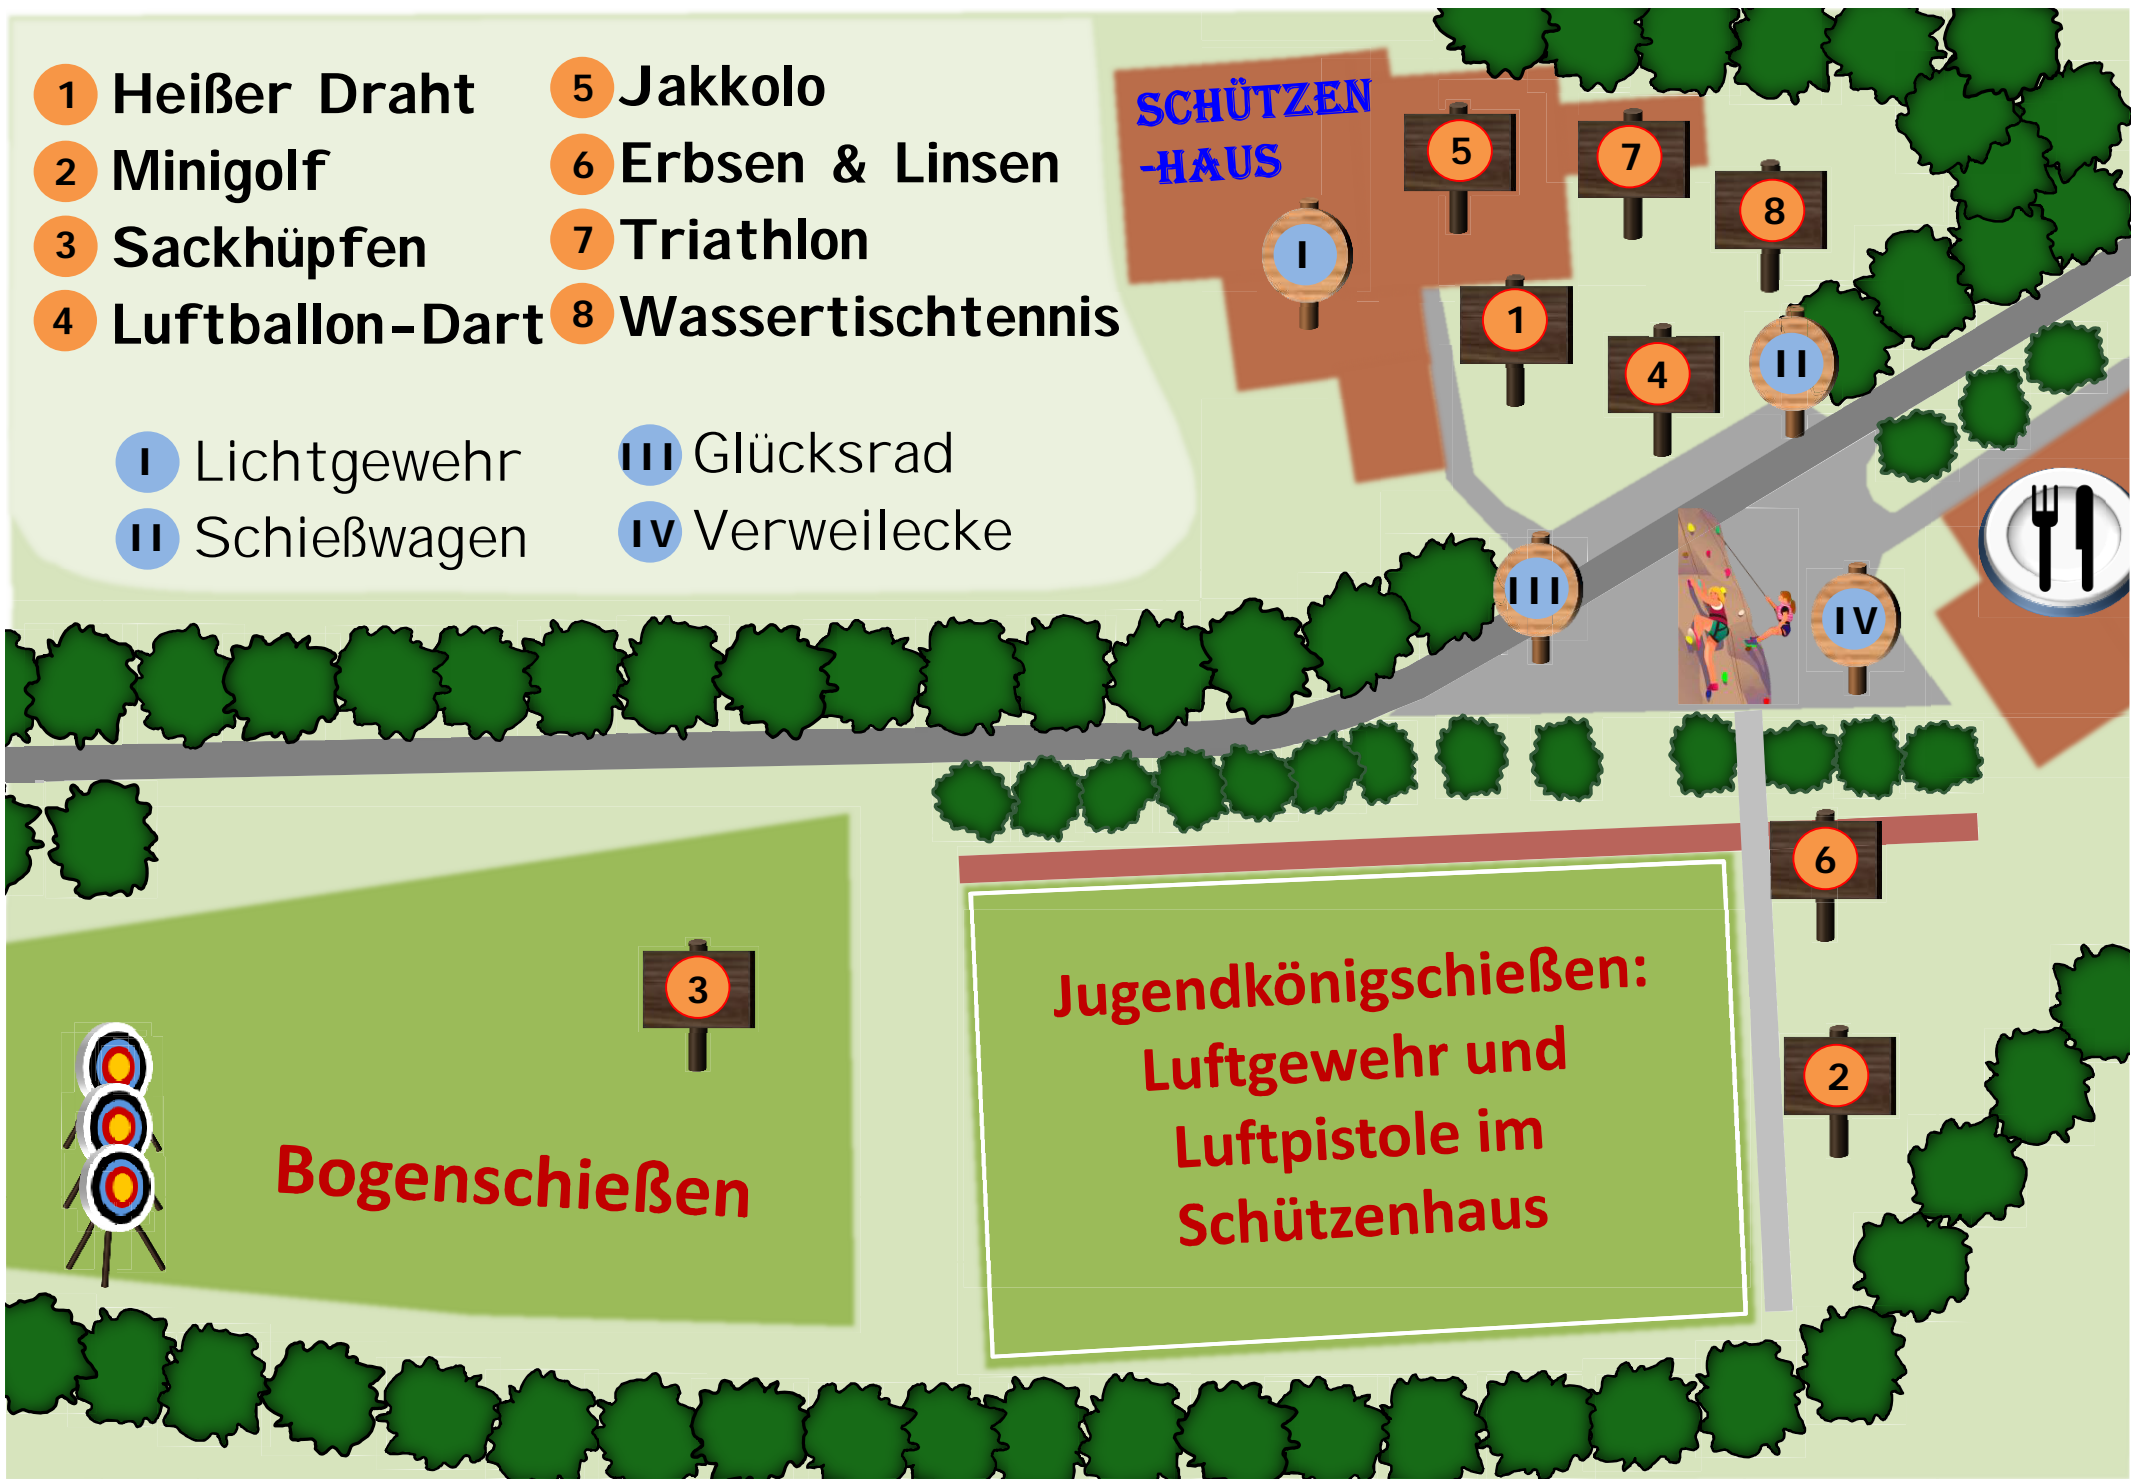 1 Heißer Draht
2 Minigolf
3 Sackhüpfen
4 Luftballon-Dart
5 Jakkolo
6 Erbsen & Linsen
7 Triathlon
8 Wassertischtennis
I Lichtgewehr
II Schießwagen
III Glücksrad
IV Verweilecke
SCHÜTZEN
-HAUS
5
7
8
I
1
4
II
III
IV
6
3
2
Bogenschießen
Jugendkönigschießen:
Luftgewehr und
Luftpistole im
Schützenhaus